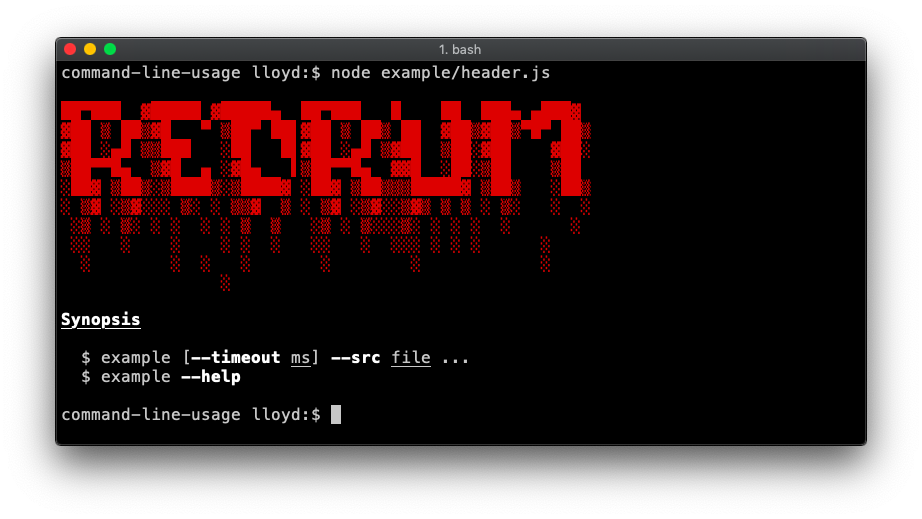 1. bash
command-line-usage lloyd:$ node example/header.js
REDRUM
Synopsis
$ example [--timeout ms] --src file ...
$ example --help
command-line-usage lloyd:$